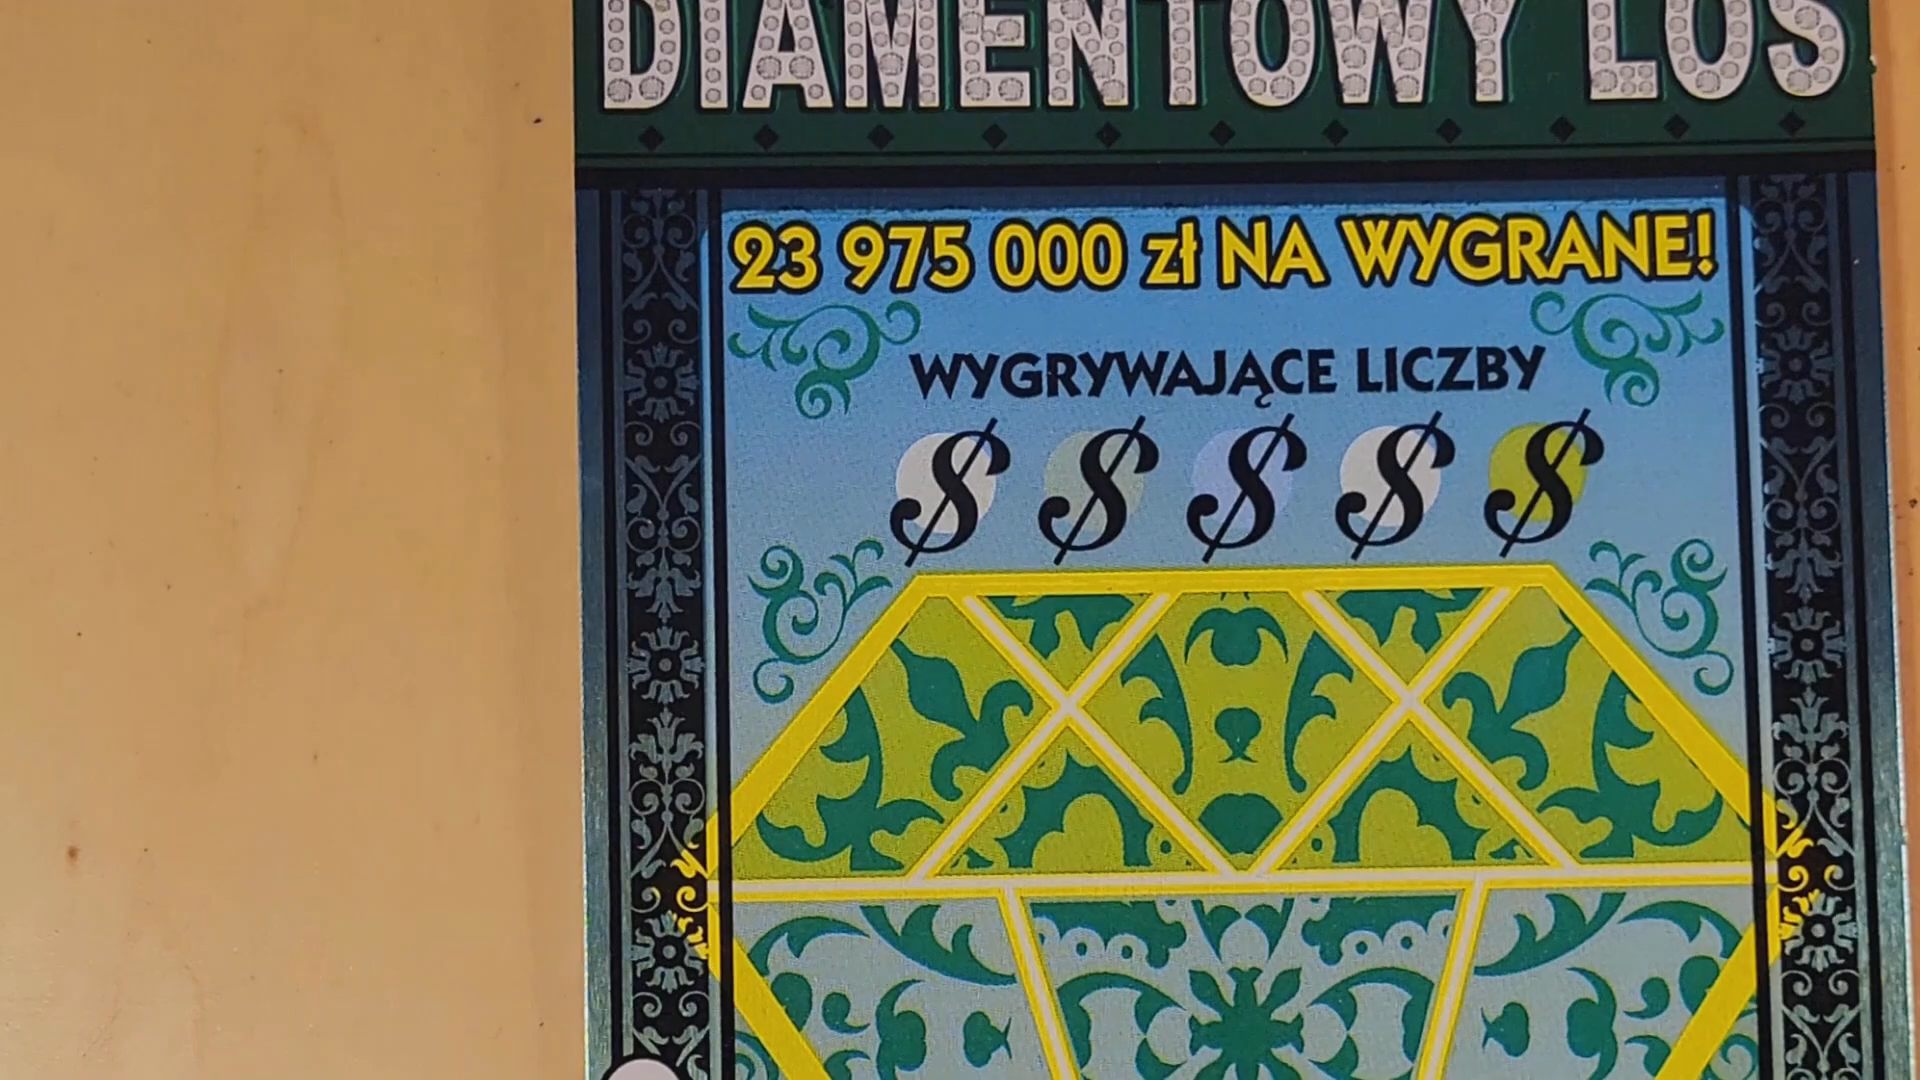 DIAMENTOWY LOS
23 975 000 zł NA WYGRANE!
WYGRYWAJĄCE LICZBY
$ $ $ $ $